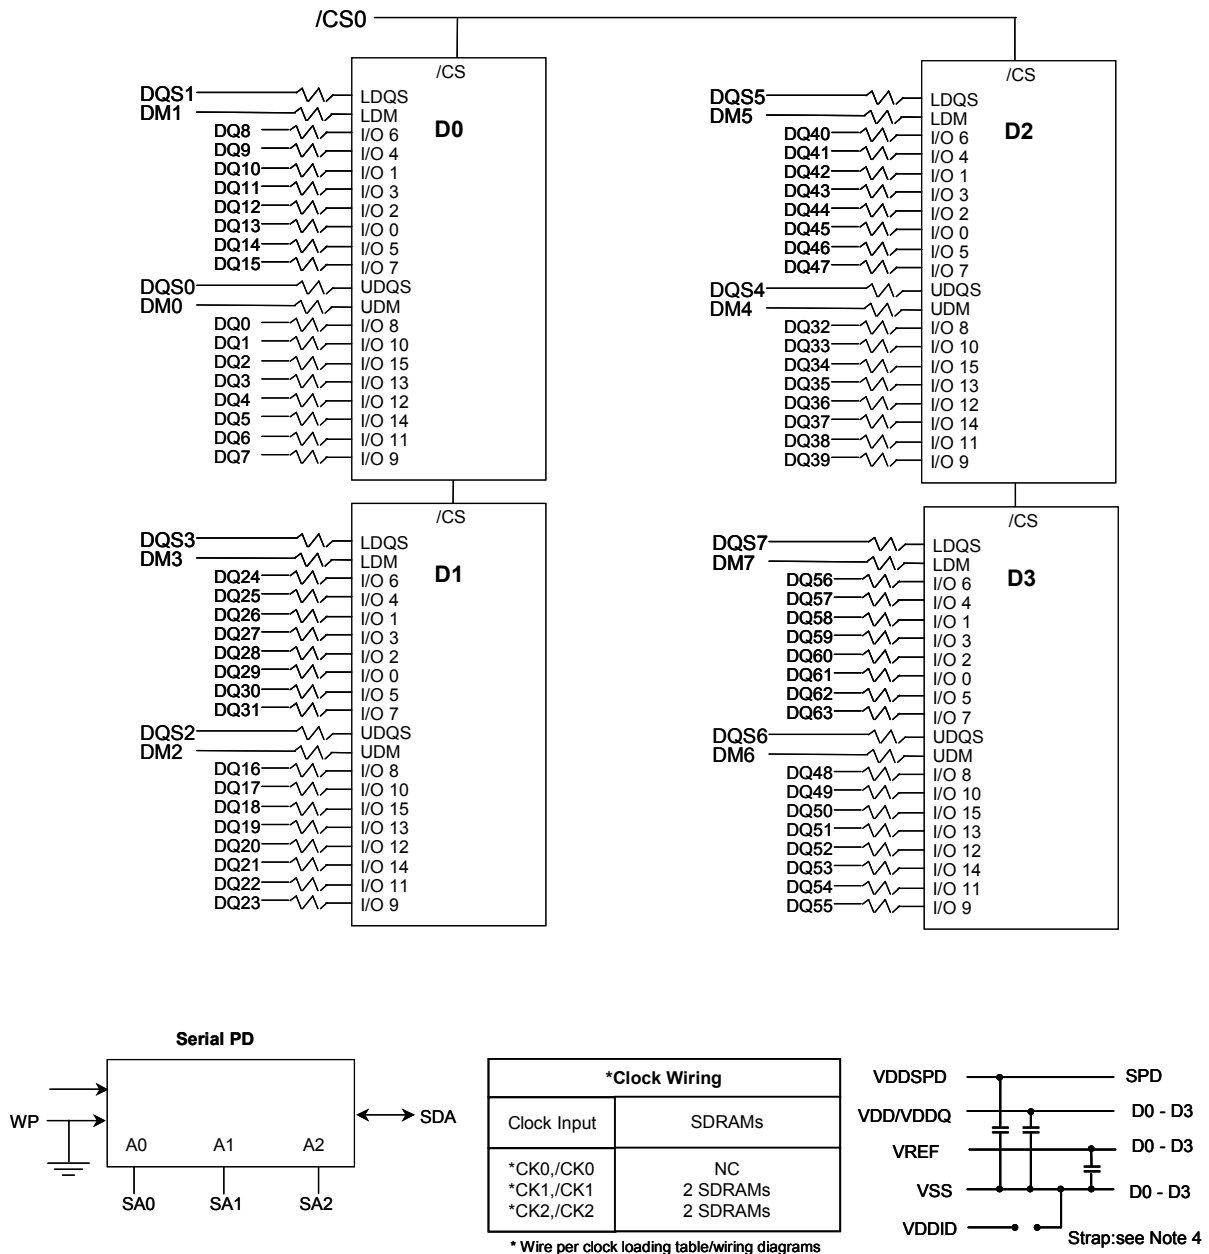 /CS0
/CS
D0
DQS1 LDQS
DM1 LDM
DQ8 I/O 6
DQ9 I/O 4
DQ10 I/O 1
DQ11 I/O 3
DQ12 I/O 2
DQ13 I/O 0
DQ14 I/O 5
DQ15 I/O 7
DQS0 UDQS
DM0 UDM
DQ0 I/O 8
DQ1 I/O 10
DQ2 I/O 15
DQ3 I/O 13
DQ4 I/O 12
DQ5 I/O 14
DQ6 I/O 11
DQ7 I/O 9
/CS
D2
DQS5 LDQS
DM5 LDM
DQ40 I/O 6
DQ41 I/O 4
DQ42 I/O 1
DQ43 I/O 3
DQ44 I/O 2
DQ45 I/O 0
DQ46 I/O 5
DQ47 I/O 7
DQS4 UDQS
DM4 UDM
DQ32 I/O 8
DQ33 I/O 10
DQ34 I/O 15
DQ35 I/O 13
DQ36 I/O 12
DQ37 I/O 14
DQ38 I/O 11
DQ39 I/O 9
/CS
D1
DQS3 LDQS
DM3 LDM
DQ24 I/O 6
DQ25 I/O 4
DQ26 I/O 1
DQ27 I/O 3
DQ28 I/O 2
DQ29 I/O 0
DQ30 I/O 5
DQ31 I/O 7
DQS2 UDQS
DM2 UDM
DQ16 I/O 8
DQ17 I/O 10
DQ18 I/O 15
DQ19 I/O 13
DQ20 I/O 12
DQ21 I/O 14
DQ22 I/O 11
DQ23 I/O 9
/CS
D3
DQS7 LDQS
DM7 LDM
DQ56 I/O 6
DQ57 I/O 4
DQ58 I/O 1
DQ59 I/O 3
DQ60 I/O 2
DQ61 I/O 0
DQ62 I/O 5
DQ63 I/O 7
DQS6 UDQS
DM6 UDM
DQ48 I/O 8
DQ49 I/O 10
DQ50 I/O 15
DQ51 I/O 13
DQ52 I/O 12
DQ53 I/O 14
DQ54 I/O 11
DQ55 I/O 9
Serial PD
WP
SDA
A0 A1 A2
SA0 SA1 SA2
*Clock Wiring
Clock Input SDRAMs
*CK0,/CK0 NC
*CK1,/CK1 2 SDRAMs
*CK2,/CK2 2 SDRAMs
* Wire per clock loading table/wiring diagrams
VDDSPD SPD
VDD/VDDQ D0 - D3
VREF D0 - D3
VSS D0 - D3
VDDID Strap:see Note 4